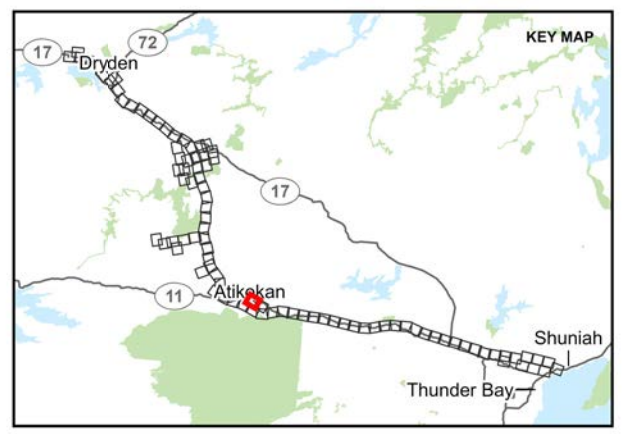 KEY MAP
72
17
Dryden
17
Atikokan
11
Shuniah
Thunder Bay